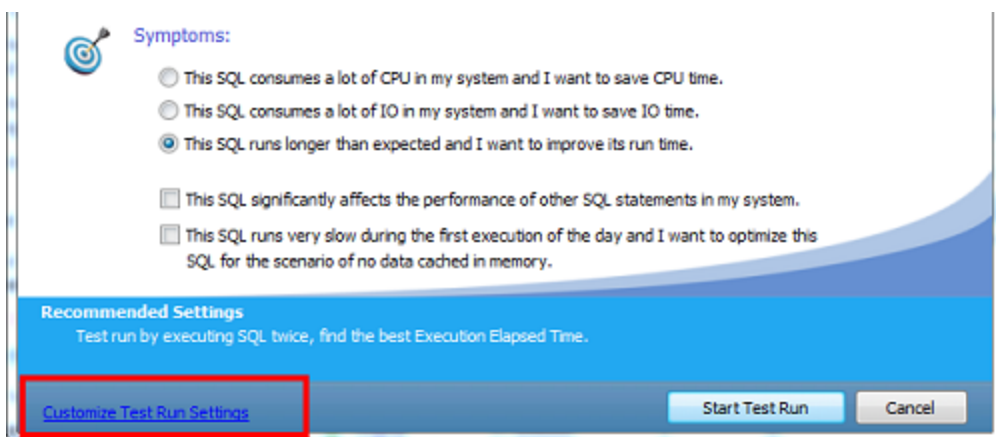 Symptoms:
This SQL consumes a lot of CPU in my system and I want to save CPU time.
This SQL consumes a lot of IO in my system and I want to save IO time.
This SQL runs longer than expected and I want to improve its run time.
This SQL significantly affects the performance of other SQL statements in my system.
This SQL runs very slow during the first execution of the day and I want to optimize this
SQL for the scenario of no data cached in memory.
Recommended Settings
Test run by executing SQL twice, find the best Execution Elapsed Time.
Customize Test Run Settings
Start Test Run
Cancel